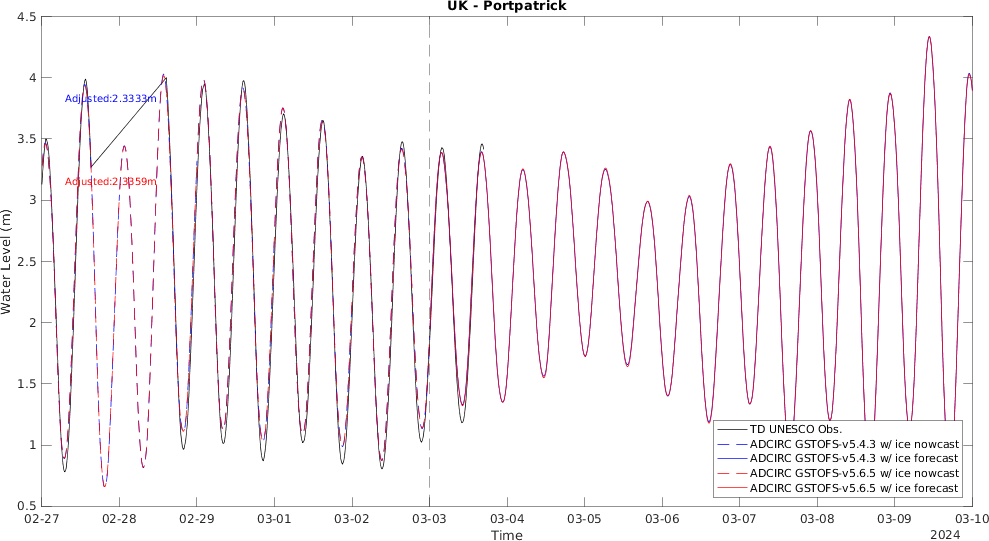 UK - Portpatrick
4.5
4
3.5
3
2.5
2
1.5
1
0.5
Water Level (m)
Adjusted:2.3333m
Adjusted:2.3359m
TD UNESCO Obs.
ADCIRC GSTOFS-v5.4.3 w/ ice nowcast
ADCIRC GSTOFS-v5.4.3 w/ ice forecast
ADCIRC GSTOFS-v5.6.5 w/ ice nowcast
ADCIRC GSTOFS-v5.6.5 w/ ice forecast
02-27 02-28 02-29 03-01 03-02 03-03 03-04 03-05 03-06 03-07 03-08 03-09 03-10
Time
2024